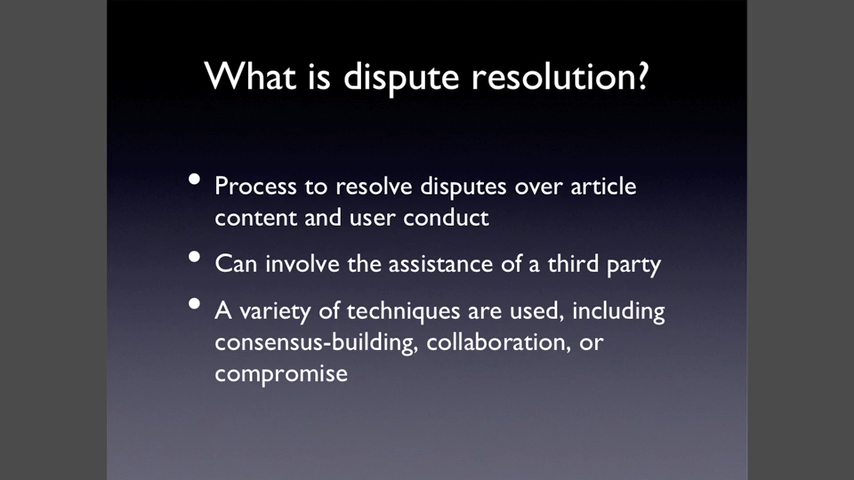 What is dispute resolution?
• Process to resolve disputes over article
content and user conduct
• Can involve the assistance of a third party
• A variety of techniques are used, including
consensus-building, collaboration, or
compromise